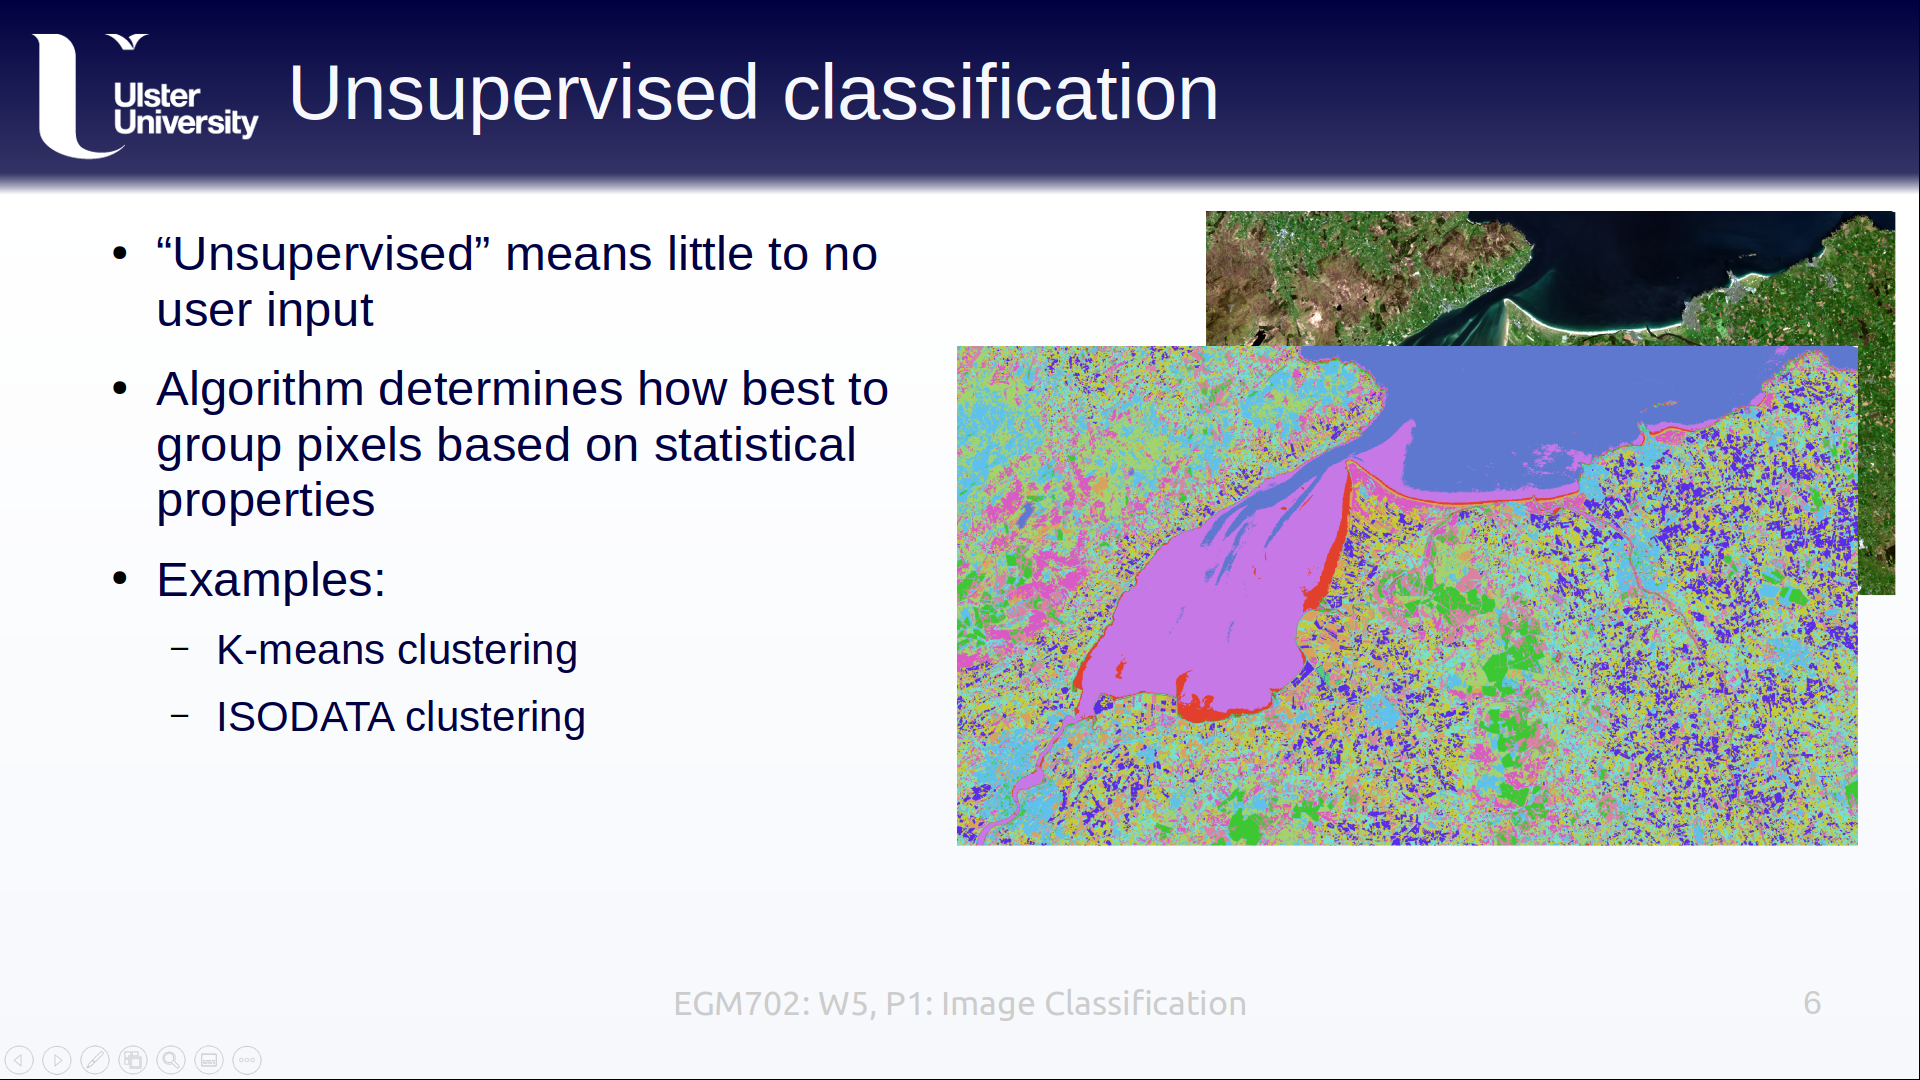 Ulster
University
Unsupervised classification
• “Unsupervised” means little to no
user input
• Algorithm determines how best to
group pixels based on statistical
properties
• Examples:
– K-means clustering
– ISODATA clustering
EGM702: W5, P1: Image Classification
6